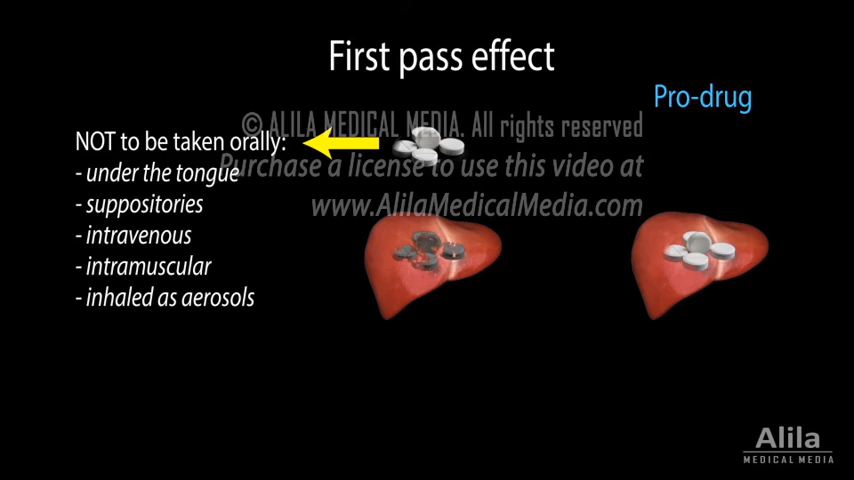 First pass effect
Pro-drug
© ALILA MEDICAL MEDIA. All rights reserved
Purchase a license to use this video at
www.AlilaMedicalMedia.com
NOT to be taken orally:
- under the tongue
- suppositories
- intravenous
- intramuscular
- inhaled as aerosols
Alila
MEDICAL MEDIA